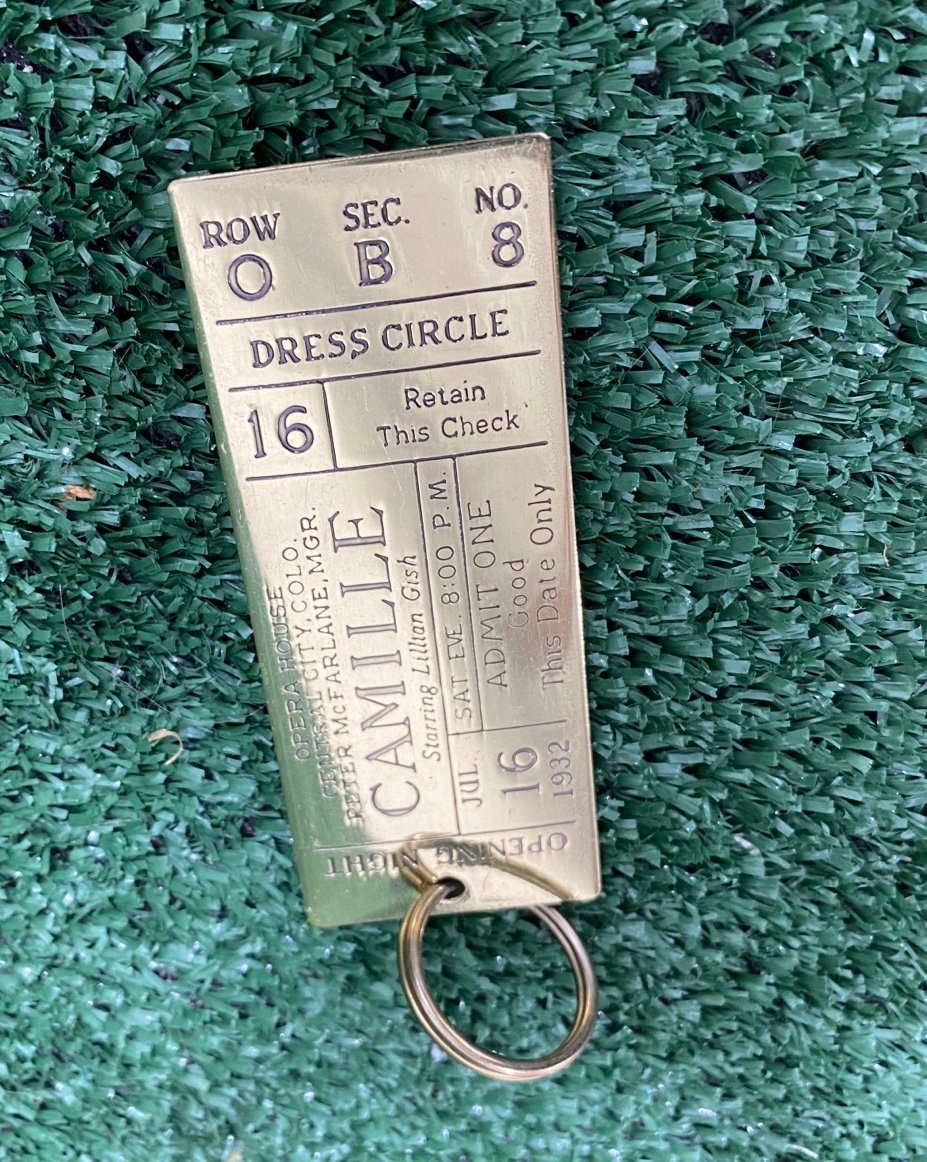 ROW SEC. NO.
O B 8
DRESS CIRCLE
16
Retain
This Check
OPERA HOUSE
CENTRAL CITY, COLO.
PETER McFARLANE, MGR.
CAMILLE
Starring Lillian Gish
SAT EVE. 8:00 P.M.
ADMIT ONE
Good
This Date Only
JUL.
16
1932
OPENING NIGHT